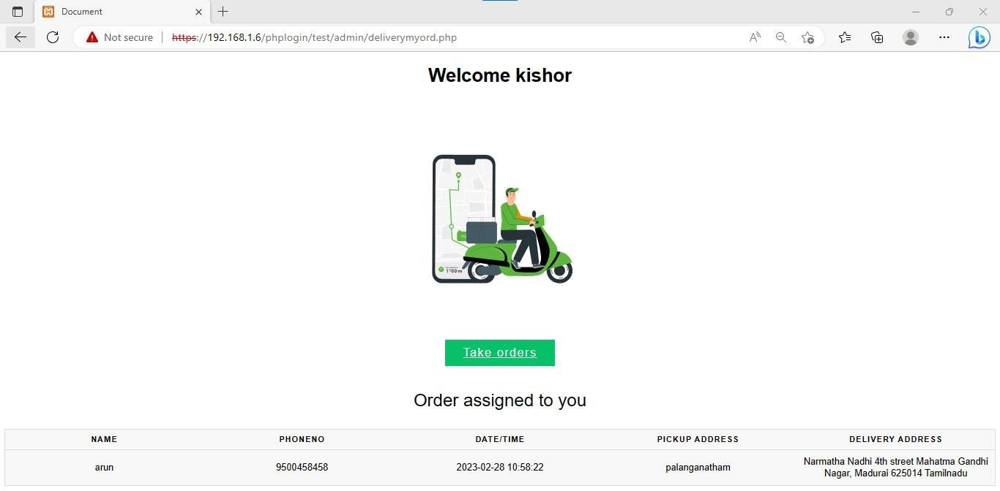 Document
Not secure
https://192.168.1.6/phplogin/test/admin/deliverymyord.php
Welcome kishor
Take orders
Order assigned to you
NAME PHONENO DATE/TIME PICKUP ADDRESS DELIVERY ADDRESS
arun 9500458458 2023-02-28 10:58:22 palanganatham Narmatha Nadhi 4th street Mahatma Gandhi
Nagar, Madurai 625014 Tamilnadu